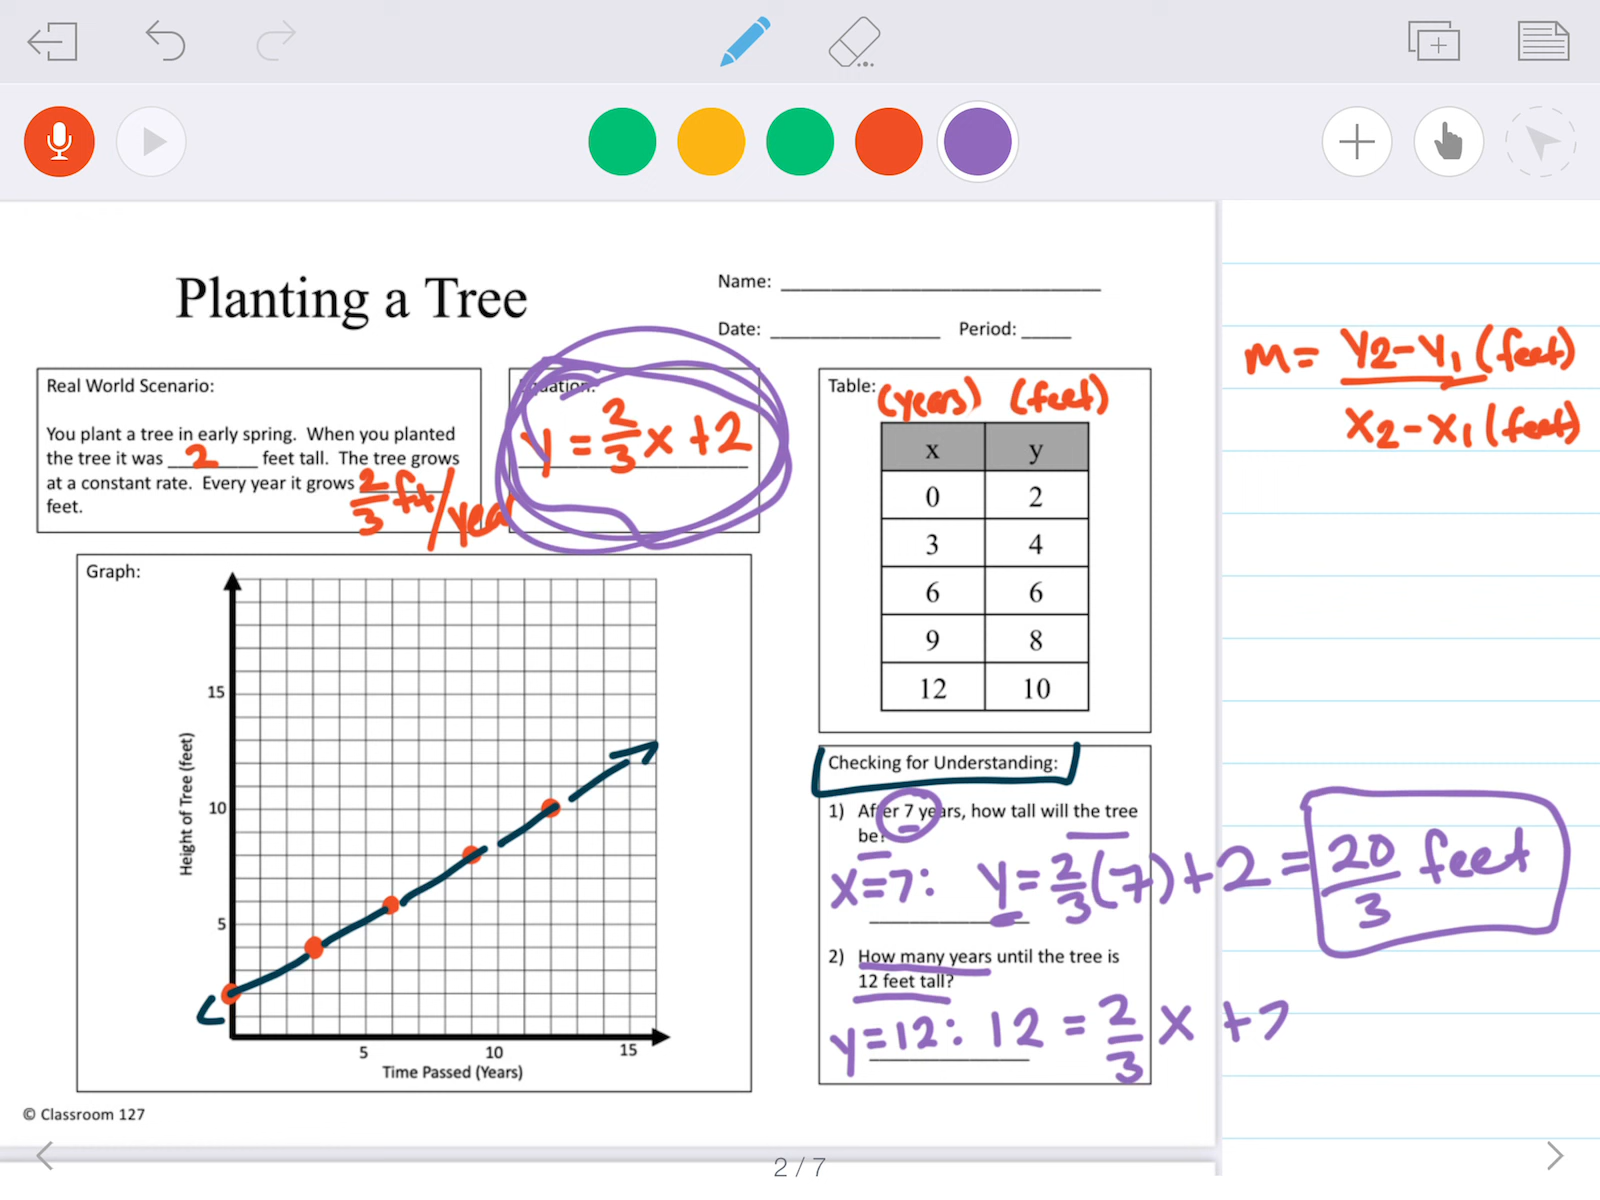 Planting a Tree
Name:
Date: Period:
Real World Scenario:
You plant a tree in early spring. When you planted
the tree it was 2 feet tall. The tree grows
at a constant rate. Every year it grows 2/3 ft/year
feet.
Equation:
y = 2/3 x + 2
Table: (years) (feet)
x y
0 2
3 4
6 6
9 8
12 10
m = y2-y1 (feet)
x2-x1 (feet)
Graph:
15
10
5
Height of Tree (feet)
5 10 15
Time Passed (Years)
Checking for Understanding:
1) After 7 years, how tall will the tree
be?
x=7: y=2/3(7)+2 = 20/3 feet
2) How many years until the tree is
12 feet tall?
y=12: 12 = 2/3 x +2
© Classroom 127
2 / 7